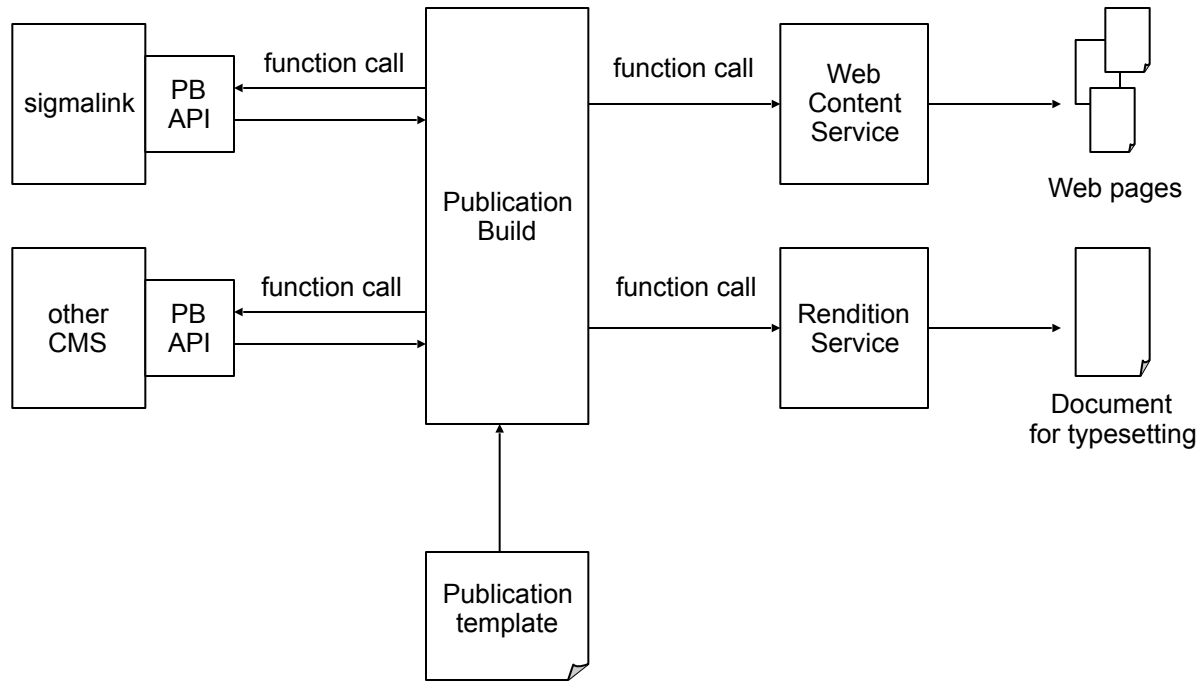 sigmalink
PB
API
function call
Publication
Build
function call
Web
Content
Service
Web pages
other
CMS
PB
API
function call
function call
Rendition
Service
Document
for typesetting
Publication
template